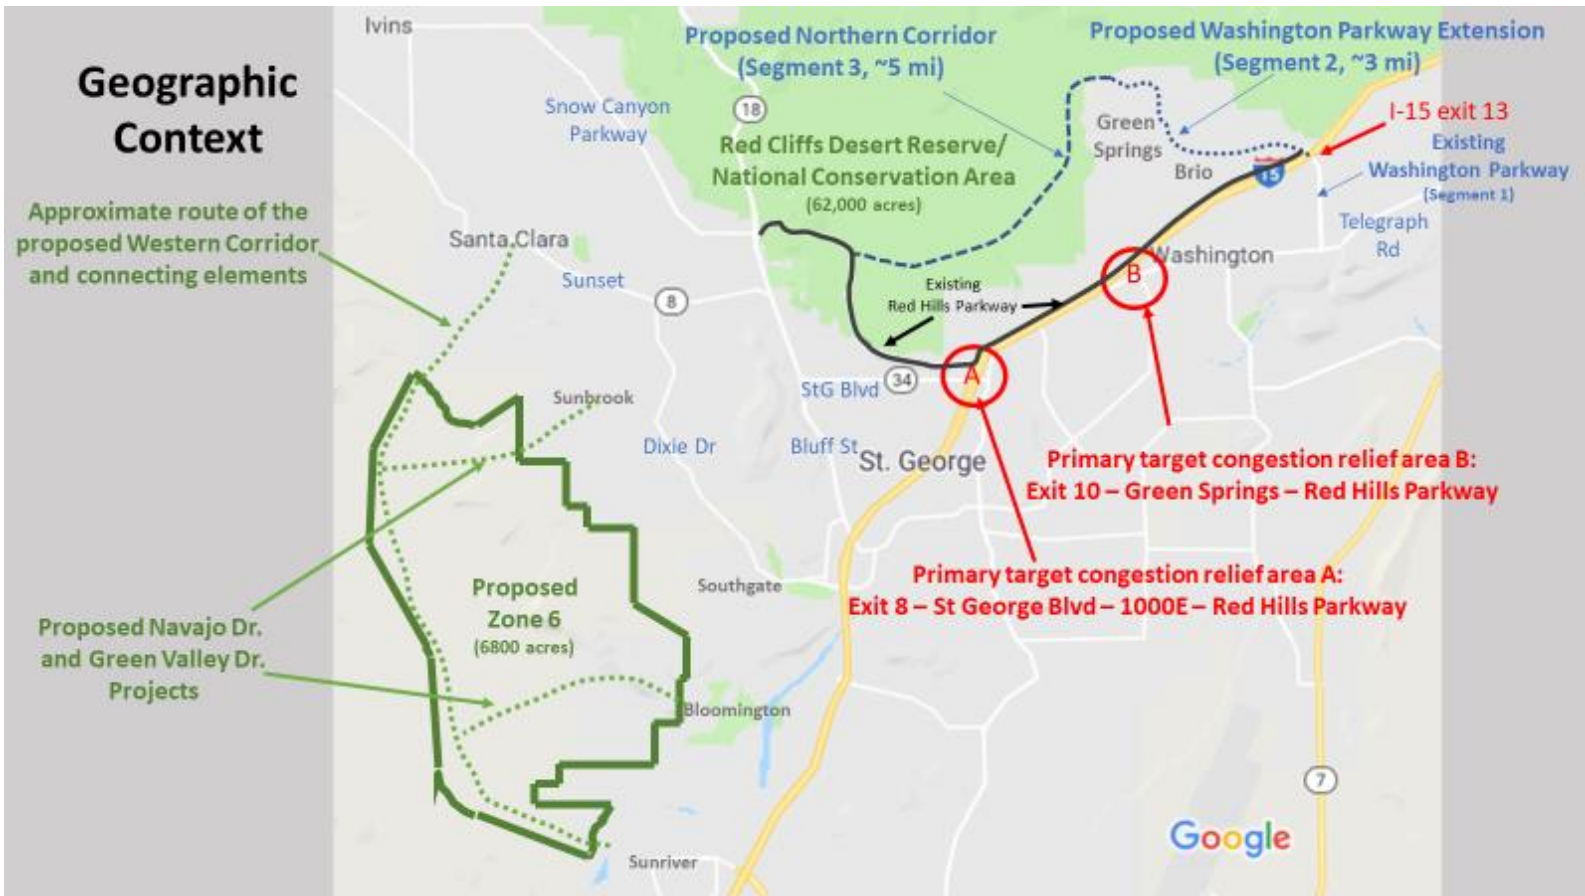 Geographic
Context
Approximate route of the
proposed Western Corridor
and connecting elements
Proposed Navajo Dr.
and Green Valley Dr.
Projects
Ivins
Snow Canyon
Parkway
18
Proposed Northern Corridor
(Segment 3, ~5 mi)
Proposed Washington Parkway Extension
(Segment 2, ~3 mi)
Red Cliffs Desert Reserve/
National Conservation Area
(62,000 acres)
Green
Springs
Brio
15
I-15 exit 13
Existing
Washington Parkway
(Segment 1)
Telegraph
Rd
Santa Clara
Sunset
8
Existing
Red Hills Parkway
B
Washington
A
34
StG Blvd
Sunbrook
Dixie Dr
Bluff St
St. George
Primary target congestion relief area B:
Exit 10 – Green Springs – Red Hills Parkway
Primary target congestion relief area A:
Exit 8 – St George Blvd – 1000E – Red Hills Parkway
Southgate
Proposed
Zone 6
(6800 acres)
Bloomington
7
Google
Sunriver